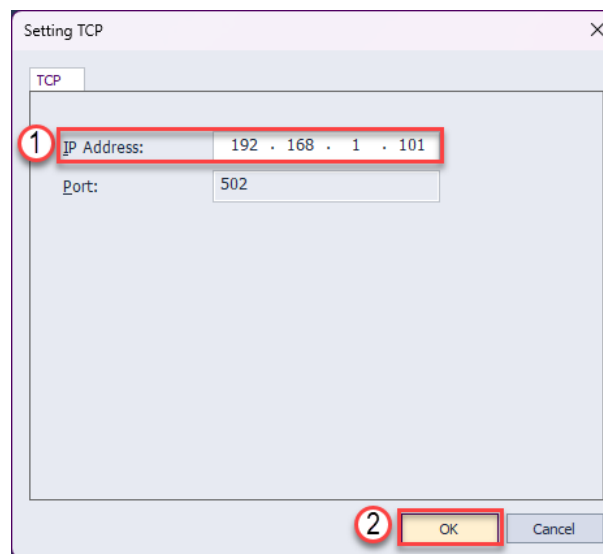 Setting TCP
TCP
1 IP Address: 192 . 168 . 1 . 101
Port: 502
2 OK Cancel